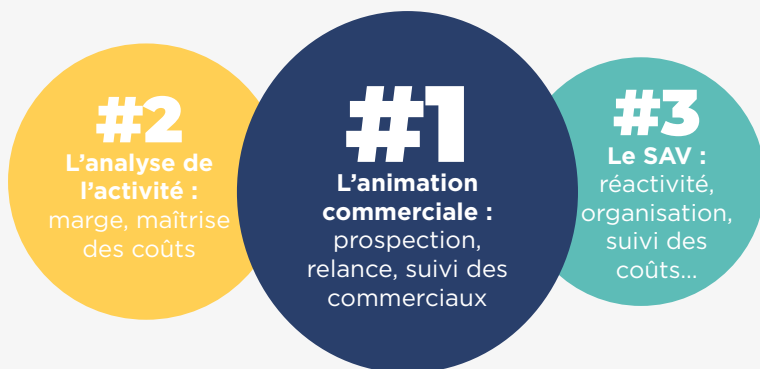 #2
L’analyse de
l’activité :
marge, maîtrise
des coûts
#1
L’animation
commerciale :
prospection,
relance, suivi des
commerciaux
#3
Le SAV :
réactivité,
organisation,
suivi des
coûts...